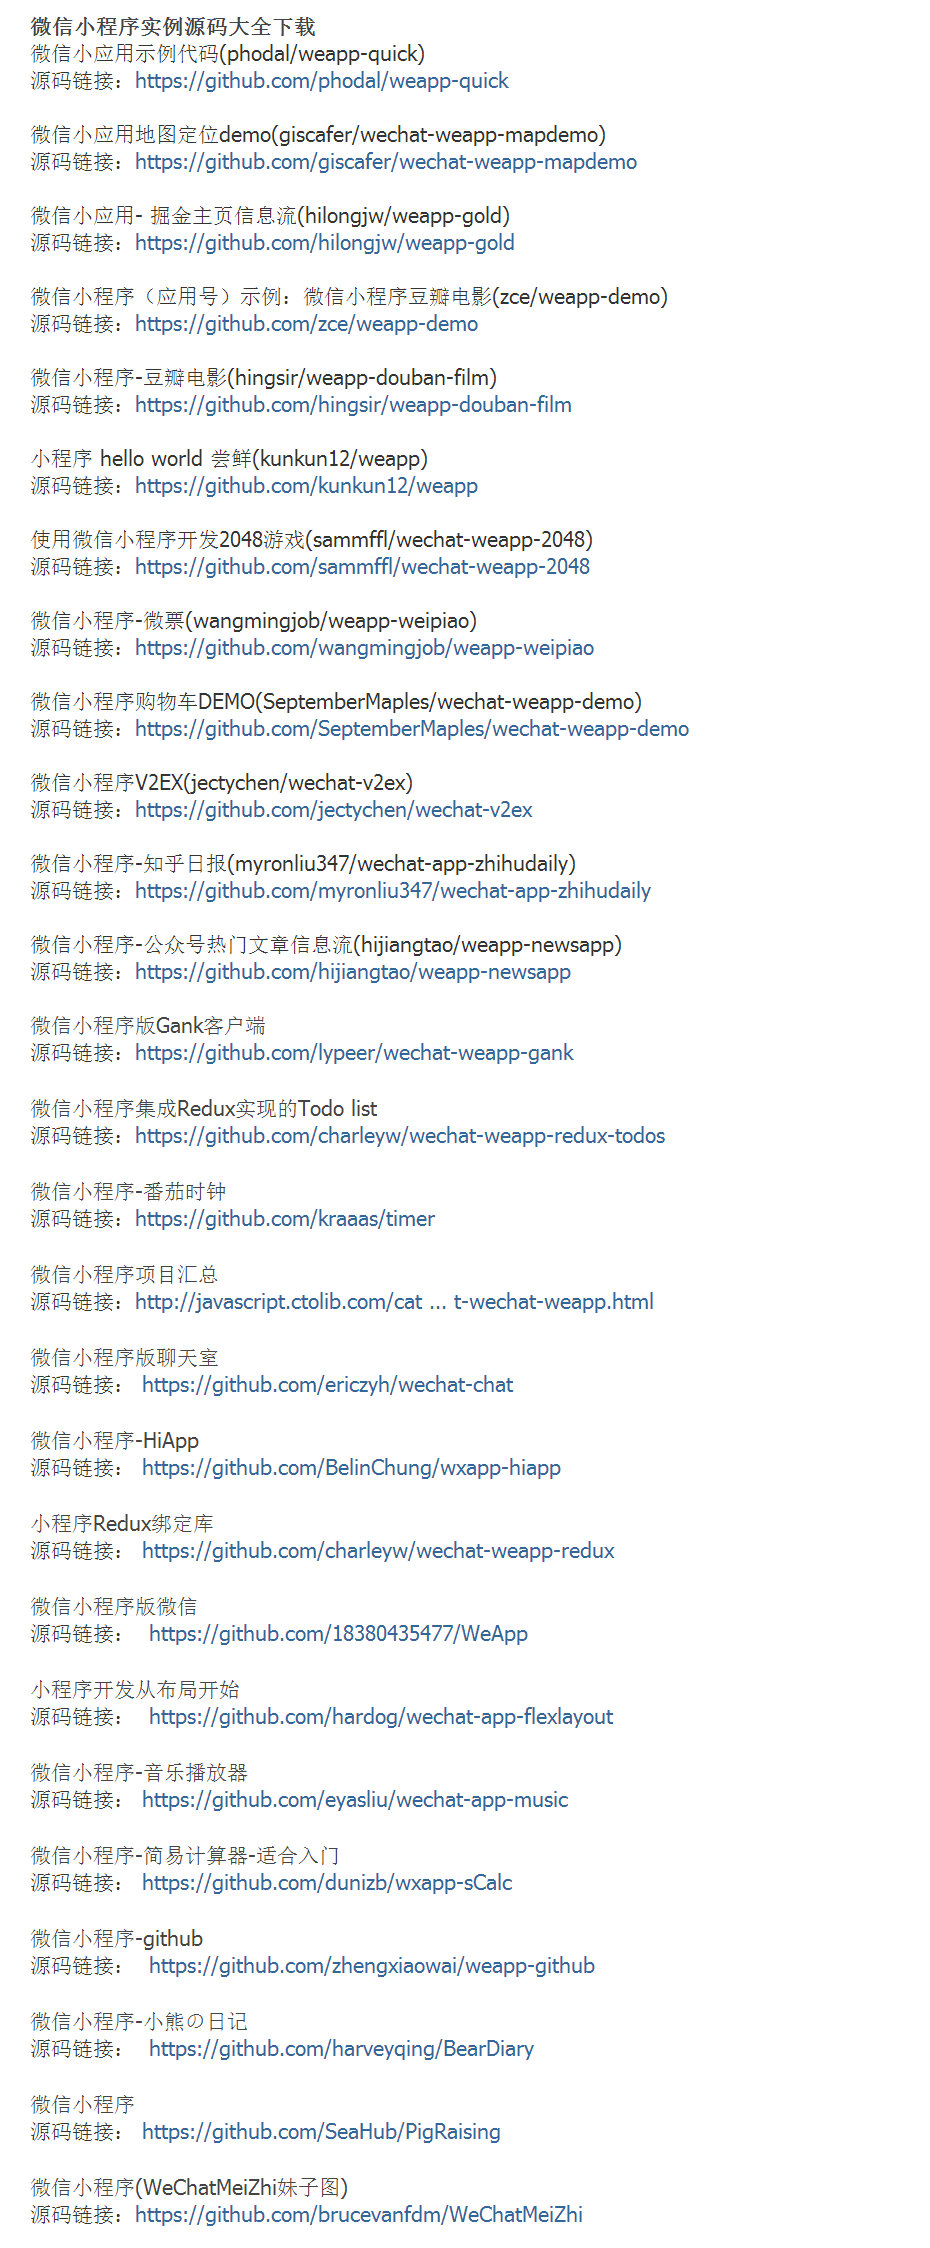 微信小程序实例源码大全下载
微信小应用示例代码(phodal/weapp-quick)
源码链接：https://github.com/phodal/weapp-quick
微信小应用地图定位demo(giscafer/wechat-weapp-mapdemo)
源码链接：https://github.com/giscafer/wechat-weapp-mapdemo
微信小应用- 掘金主页信息流(hilongjw/weapp-gold)
源码链接：https://github.com/hilongjw/weapp-gold
微信小程序（应用号）示例：微信小程序豆瓣电影(zce/weapp-demo)
源码链接：https://github.com/zce/weapp-demo
微信小程序-豆瓣电影(hingsir/weapp-douban-film)
源码链接：https://github.com/hingsir/weapp-douban-film
小程序 hello world 尝鲜(kunkun12/weapp)
源码链接：https://github.com/kunkun12/weapp
使用微信小程序开发2048游戏(sammffl/wechat-weapp-2048)
源码链接：https://github.com/sammffl/wechat-weapp-2048
微信小程序-微票(wangmingjob/weapp-weipiao)
源码链接：https://github.com/wangmingjob/weapp-weipiao
微信小程序购物车DEMO(SeptemberMaples/wechat-weapp-demo)
源码链接：https://github.com/SeptemberMaples/wechat-weapp-demo
微信小程序V2EX(jectychen/wechat-v2ex)
源码链接：https://github.com/jectychen/wechat-v2ex
微信小程序-知乎日报(myronliu347/wechat-app-zhihudaily)
源码链接：https://github.com/myronliu347/wechat-app-zhihudaily
微信小程序-公众号热门文章信息流(hijiangtao/weapp-newsapp)
源码链接：https://github.com/hijiangtao/weapp-newsapp
微信小程序版Gank客户端
源码链接：https://github.com/lypeer/wechat-weapp-gank
微信小程序集成Redux实现的Todo list
源码链接：https://github.com/charleyw/wechat-weapp-redux-todos
微信小程序-番茄时钟
源码链接：https://github.com/kraaas/timer
微信小程序项目汇总
源码链接：http://javascript.ctolib.com/cat ... t-wechat-weapp.html
微信小程序版聊天室
源码链接： https://github.com/ericzyh/wechat-chat
微信小程序-HiApp
源码链接： https://github.com/BelinChung/wxapp-hiapp
小程序Redux绑定库
源码链接： https://github.com/charleyw/wechat-weapp-redux
微信小程序版微信
源码链接： https://github.com/18380435477/WeApp
小程序开发从布局开始
源码链接： https://github.com/hardog/wechat-app-flexlayout
微信小程序-音乐播放器
源码链接： https://github.com/eyasliu/wechat-app-music
微信小程序-简易计算器-适合入门
源码链接： https://github.com/dunizb/wxapp-sCalc
微信小程序-github
源码链接： https://github.com/zhengxiaowai/weapp-github
微信小程序-小熊の日记
源码链接： https://github.com/harveyqing/BearDiary
微信小程序
源码链接： https://github.com/SeaHub/PigRaising
微信小程序(WeChatMeiZhi妹子图)
源码链接：https://github.com/brucevanfdm/WeChatMeiZhi